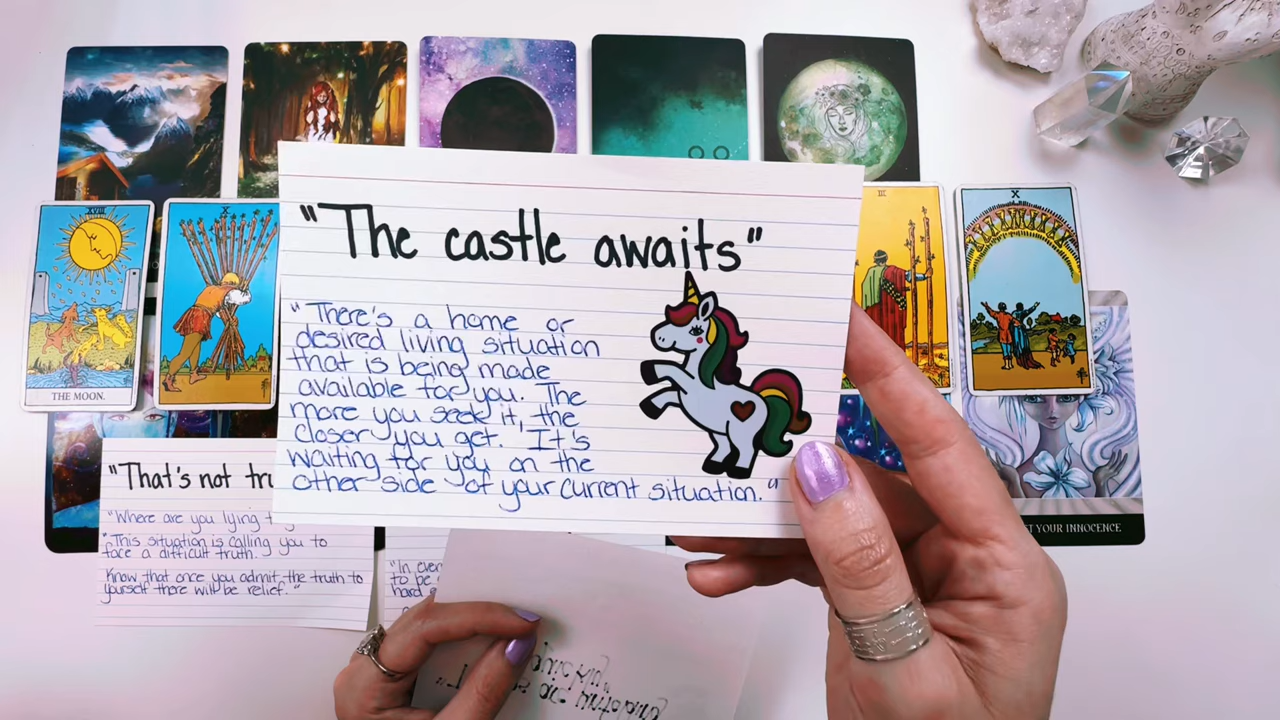 "The castle awaits"
"There's a home or
desired living situation
that is being made
available for you. The
more you seek it, the
closer you get. It's
waiting for you on the
other side of your current situation."
XVIII
THE MOON.
X
III
X
"That's not
"Where are you lying
"This situation is calling you to
face a difficult truth.
Know that once you admit the truth to
yourself there will be relief."
"In
to be
hard
YOUR INNOCENCE